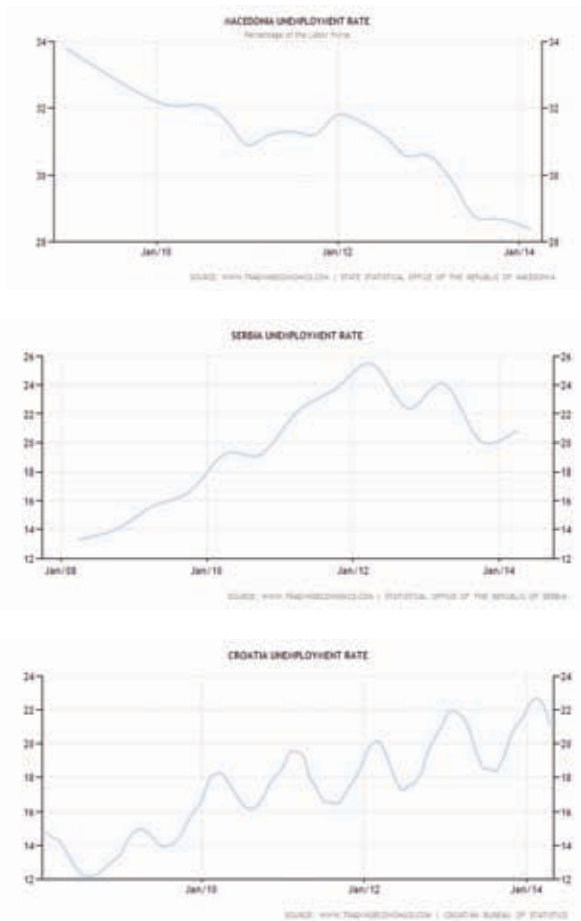 MACEDONIA UNEMPLOYMENT RATE
Percentage of the Labor Force
34 34
32 32
30 30
28 28
Jan/10 Jan/12 Jan/14
SOURCE: WWW.TRADINGECONOMICS.COM | STATE STATISTICAL OFFICE OF THE REPUBLIC OF MACEDONIA
SERBIA UNEMPLOYMENT RATE
26 26
24 24
22 22
20 20
18 18
16 16
14 14
12 12
Jan/08 Jan/10 Jan/12 Jan/14
SOURCE: WWW.TRADINGECONOMICS.COM | STATISTICAL OFFICE OF THE REPUBLIC OF SERBIA
CROATIA UNEMPLOYMENT RATE
24 24
22 22
20 20
18 18
16 16
14 14
12 12
Jan/10 Jan/12 Jan/14
SOURCE: WWW.TRADINGECONOMICS.COM | CROATIAN BUREAU OF STATISTICS